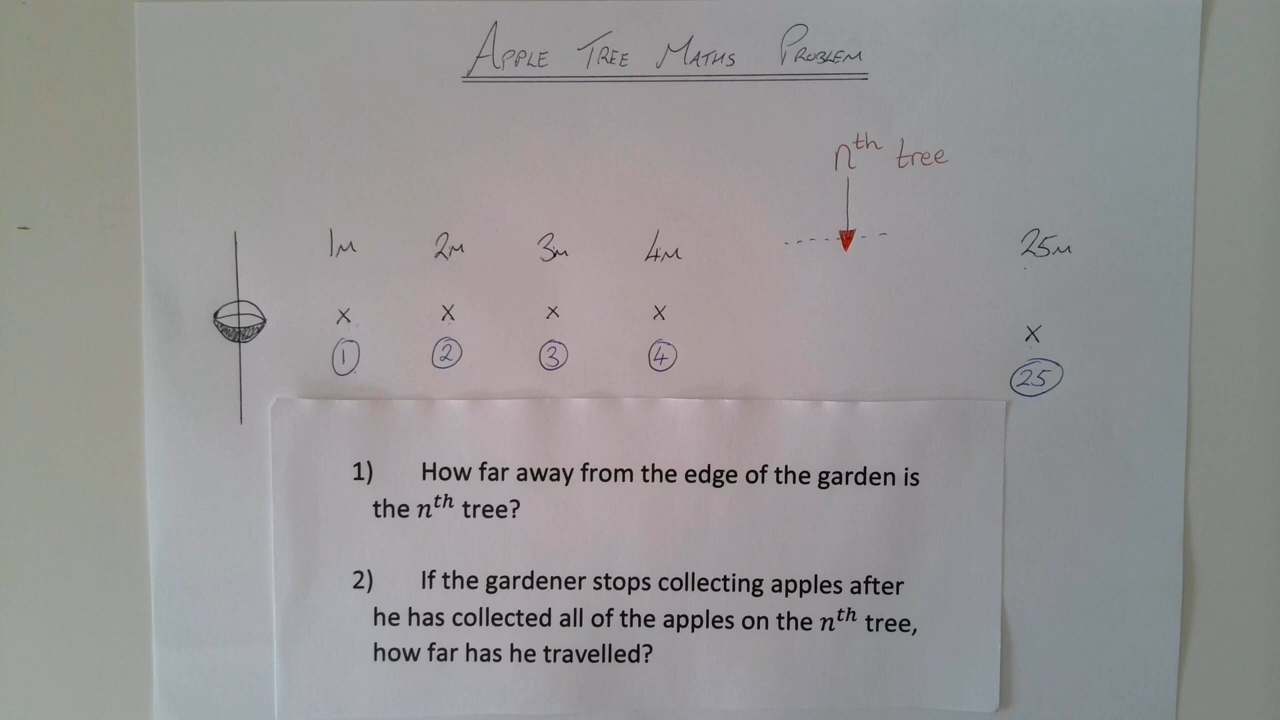 APPLE TREE MATHS PROBLEM
nth tree
1m 2m 3m 4m 25m
x x x x x
1 2 3 4 25
1) How far away from the edge of the garden is
the nth tree?
2) If the gardener stops collecting apples after
he has collected all of the apples on the nth tree,
how far has he travelled?